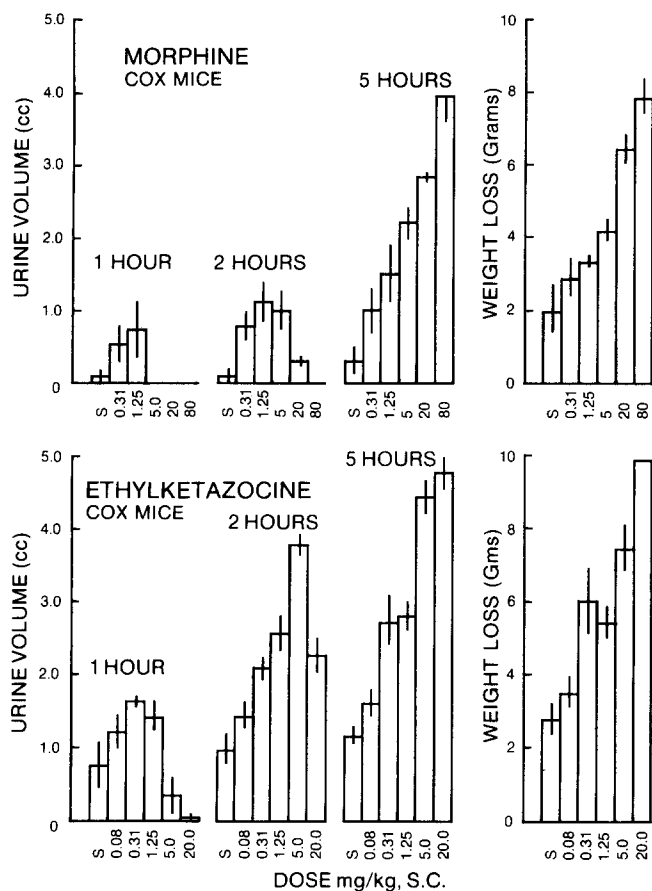 MORPHINE
COX MICE
URINE VOLUME (cc)
5.0
4.0
3.0
2.0
1.0
0
1 HOUR
S 0.31 1.25 5.0 20 80
2 HOURS
S 0.31 1.25 5 20 80
5 HOURS
S 0.31 1.25 5 20 80
WEIGHT LOSS (Grams)
10
8
6
4
2
0
S 0.31 1.25 5 20 80
ETHYLKETAZOCINE
COX MICE
URINE VOLUME (cc)
5.0
4.0
3.0
2.0
1.0
0
1 HOUR
S 0.08 0.31 1.25 5.0 20.0
2 HOURS
S 0.08 0.31 1.25 5.0 20.0
5 HOURS
S 0.08 0.31 1.25 5.0 20.0
WEIGHT LOSS (Gms)
10
8
6
4
2
0
S 0.08 0.31 1.25 5.0 20.0
DOSE mg/kg, S.C.